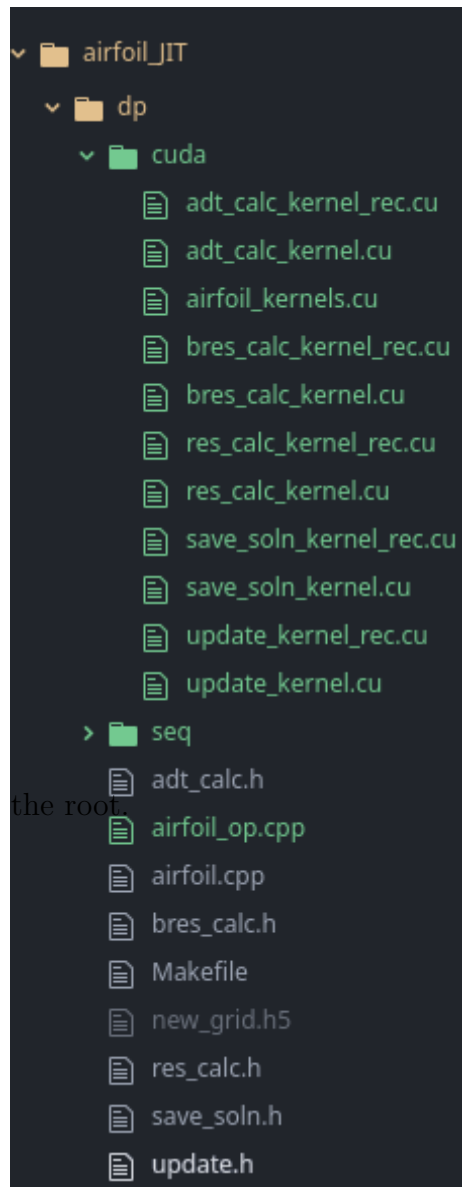 airfoil_JIT
dp
cuda
adt_calc_kernel_rec.cu
adt_calc_kernel.cu
airfoil_kernels.cu
bres_calc_kernel_rec.cu
bres_calc_kernel.cu
res_calc_kernel_rec.cu
res_calc_kernel.cu
save_soln_kernel_rec.cu
save_soln_kernel.cu
update_kernel_rec.cu
update_kernel.cu
seq
adt_calc.h
the root.
airfoil_op.cpp
airfoil.cpp
bres_calc.h
Makefile
new_grid.h5
res_calc.h
save_soln.h
update.h